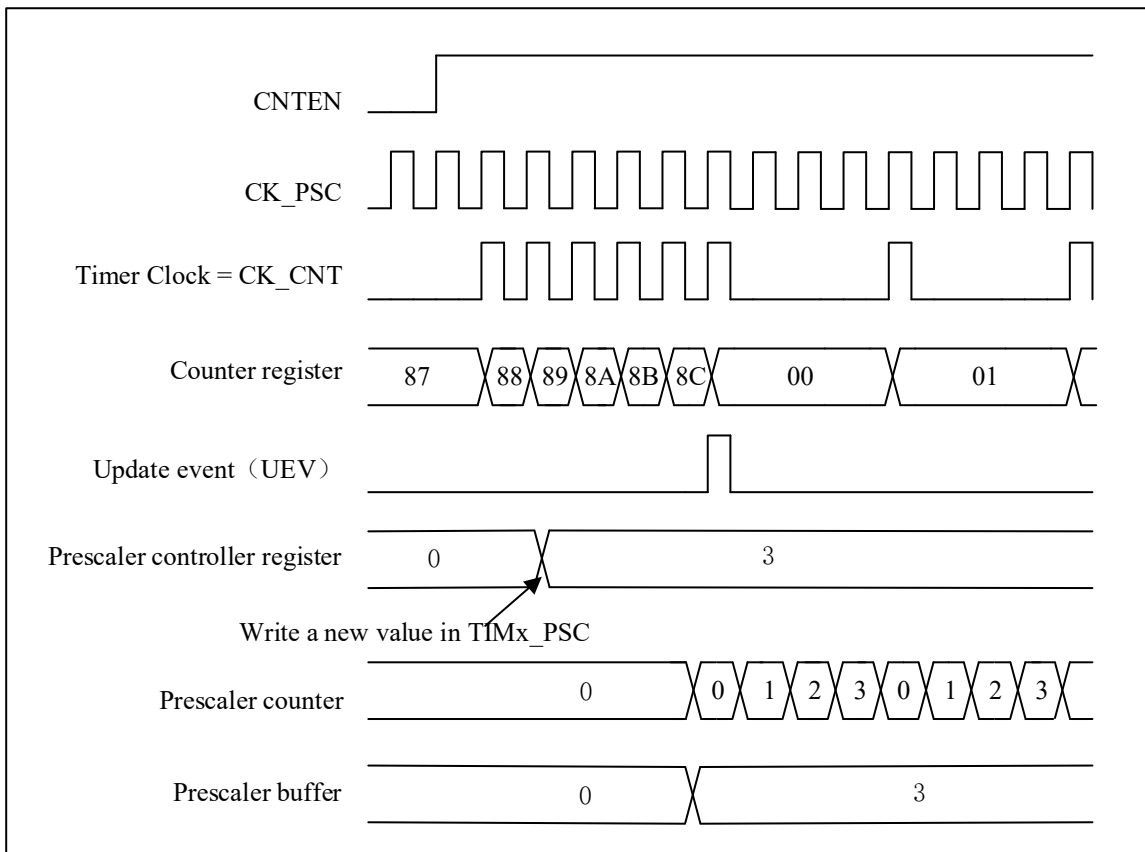 CNTEN
CK_PSC
Timer Clock = CK_CNT
Counter register
87 88 89 8A 8B 8C 00 01
Update event（UEV）
Prescaler controller register
0 3
Write a new value in TIMx_PSC
Prescaler counter
0 0 1 2 3 0 1 2 3
Prescaler buffer
0 3